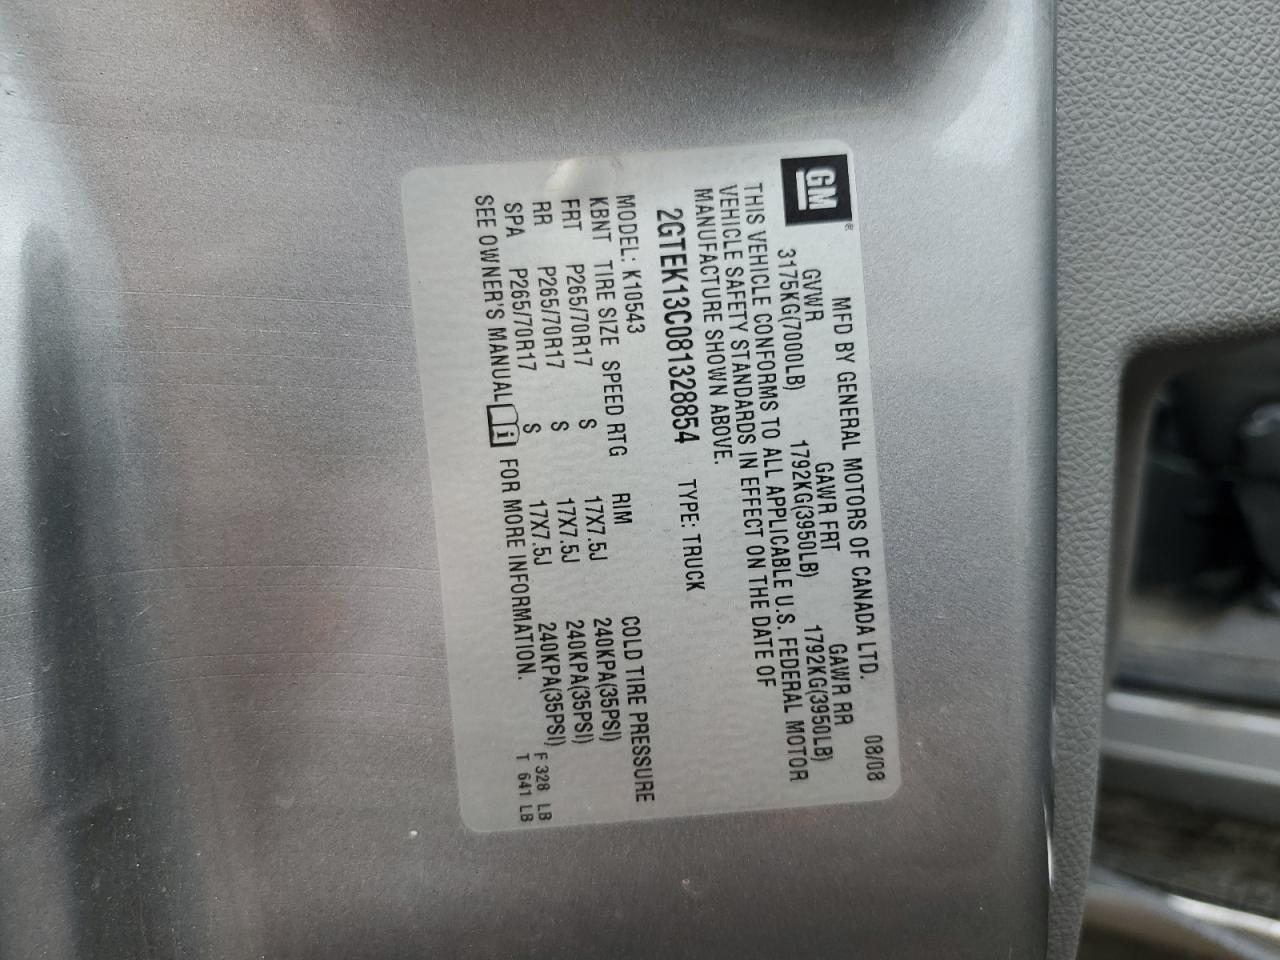 GM®
MFD BY GENERAL MOTORS OF CANADA LTD. 08/08
GVWR GAWR FRT GAWR RR
3175KG(7000LB) 1792KG(3950LB) 1792KG(3950LB)
THIS VEHICLE CONFORMS TO ALL APPLICABLE U.S. FEDERAL MOTOR
VEHICLE SAFETY STANDARDS IN EFFECT ON THE DATE OF
MANUFACTURE SHOWN ABOVE.
2GTEK13C081328854 TYPE: TRUCK
MODEL: K10543
KBNT TIRE SIZE SPEED RTG RIM COLD TIRE PRESSURE
FRT P265/70R17 S 17X7.5J 240KPA(35PSI)
RR P265/70R17 S 17X7.5J 240KPA(35PSI)
SPA P265/70R17 S 17X7.5J 240KPA(35PSI) F 328 LB
SEE OWNER'S MANUAL i FOR MORE INFORMATION. T 641 LB